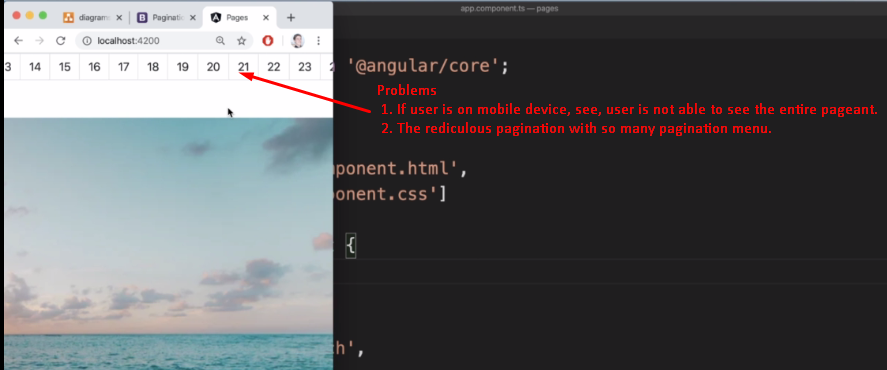 app.component.ts — pages
diagram
Paginatio
Pages
localhost:4200
3 14 15 16 17 18 19 20 21 22 23 2
'@angular/core';
Problems
1. If user is on mobile device, see, user is not able to see the entire pageant.
2. The rediculous pagination with so many pagination menu.
ponent.html',
onent.css']
{
h',